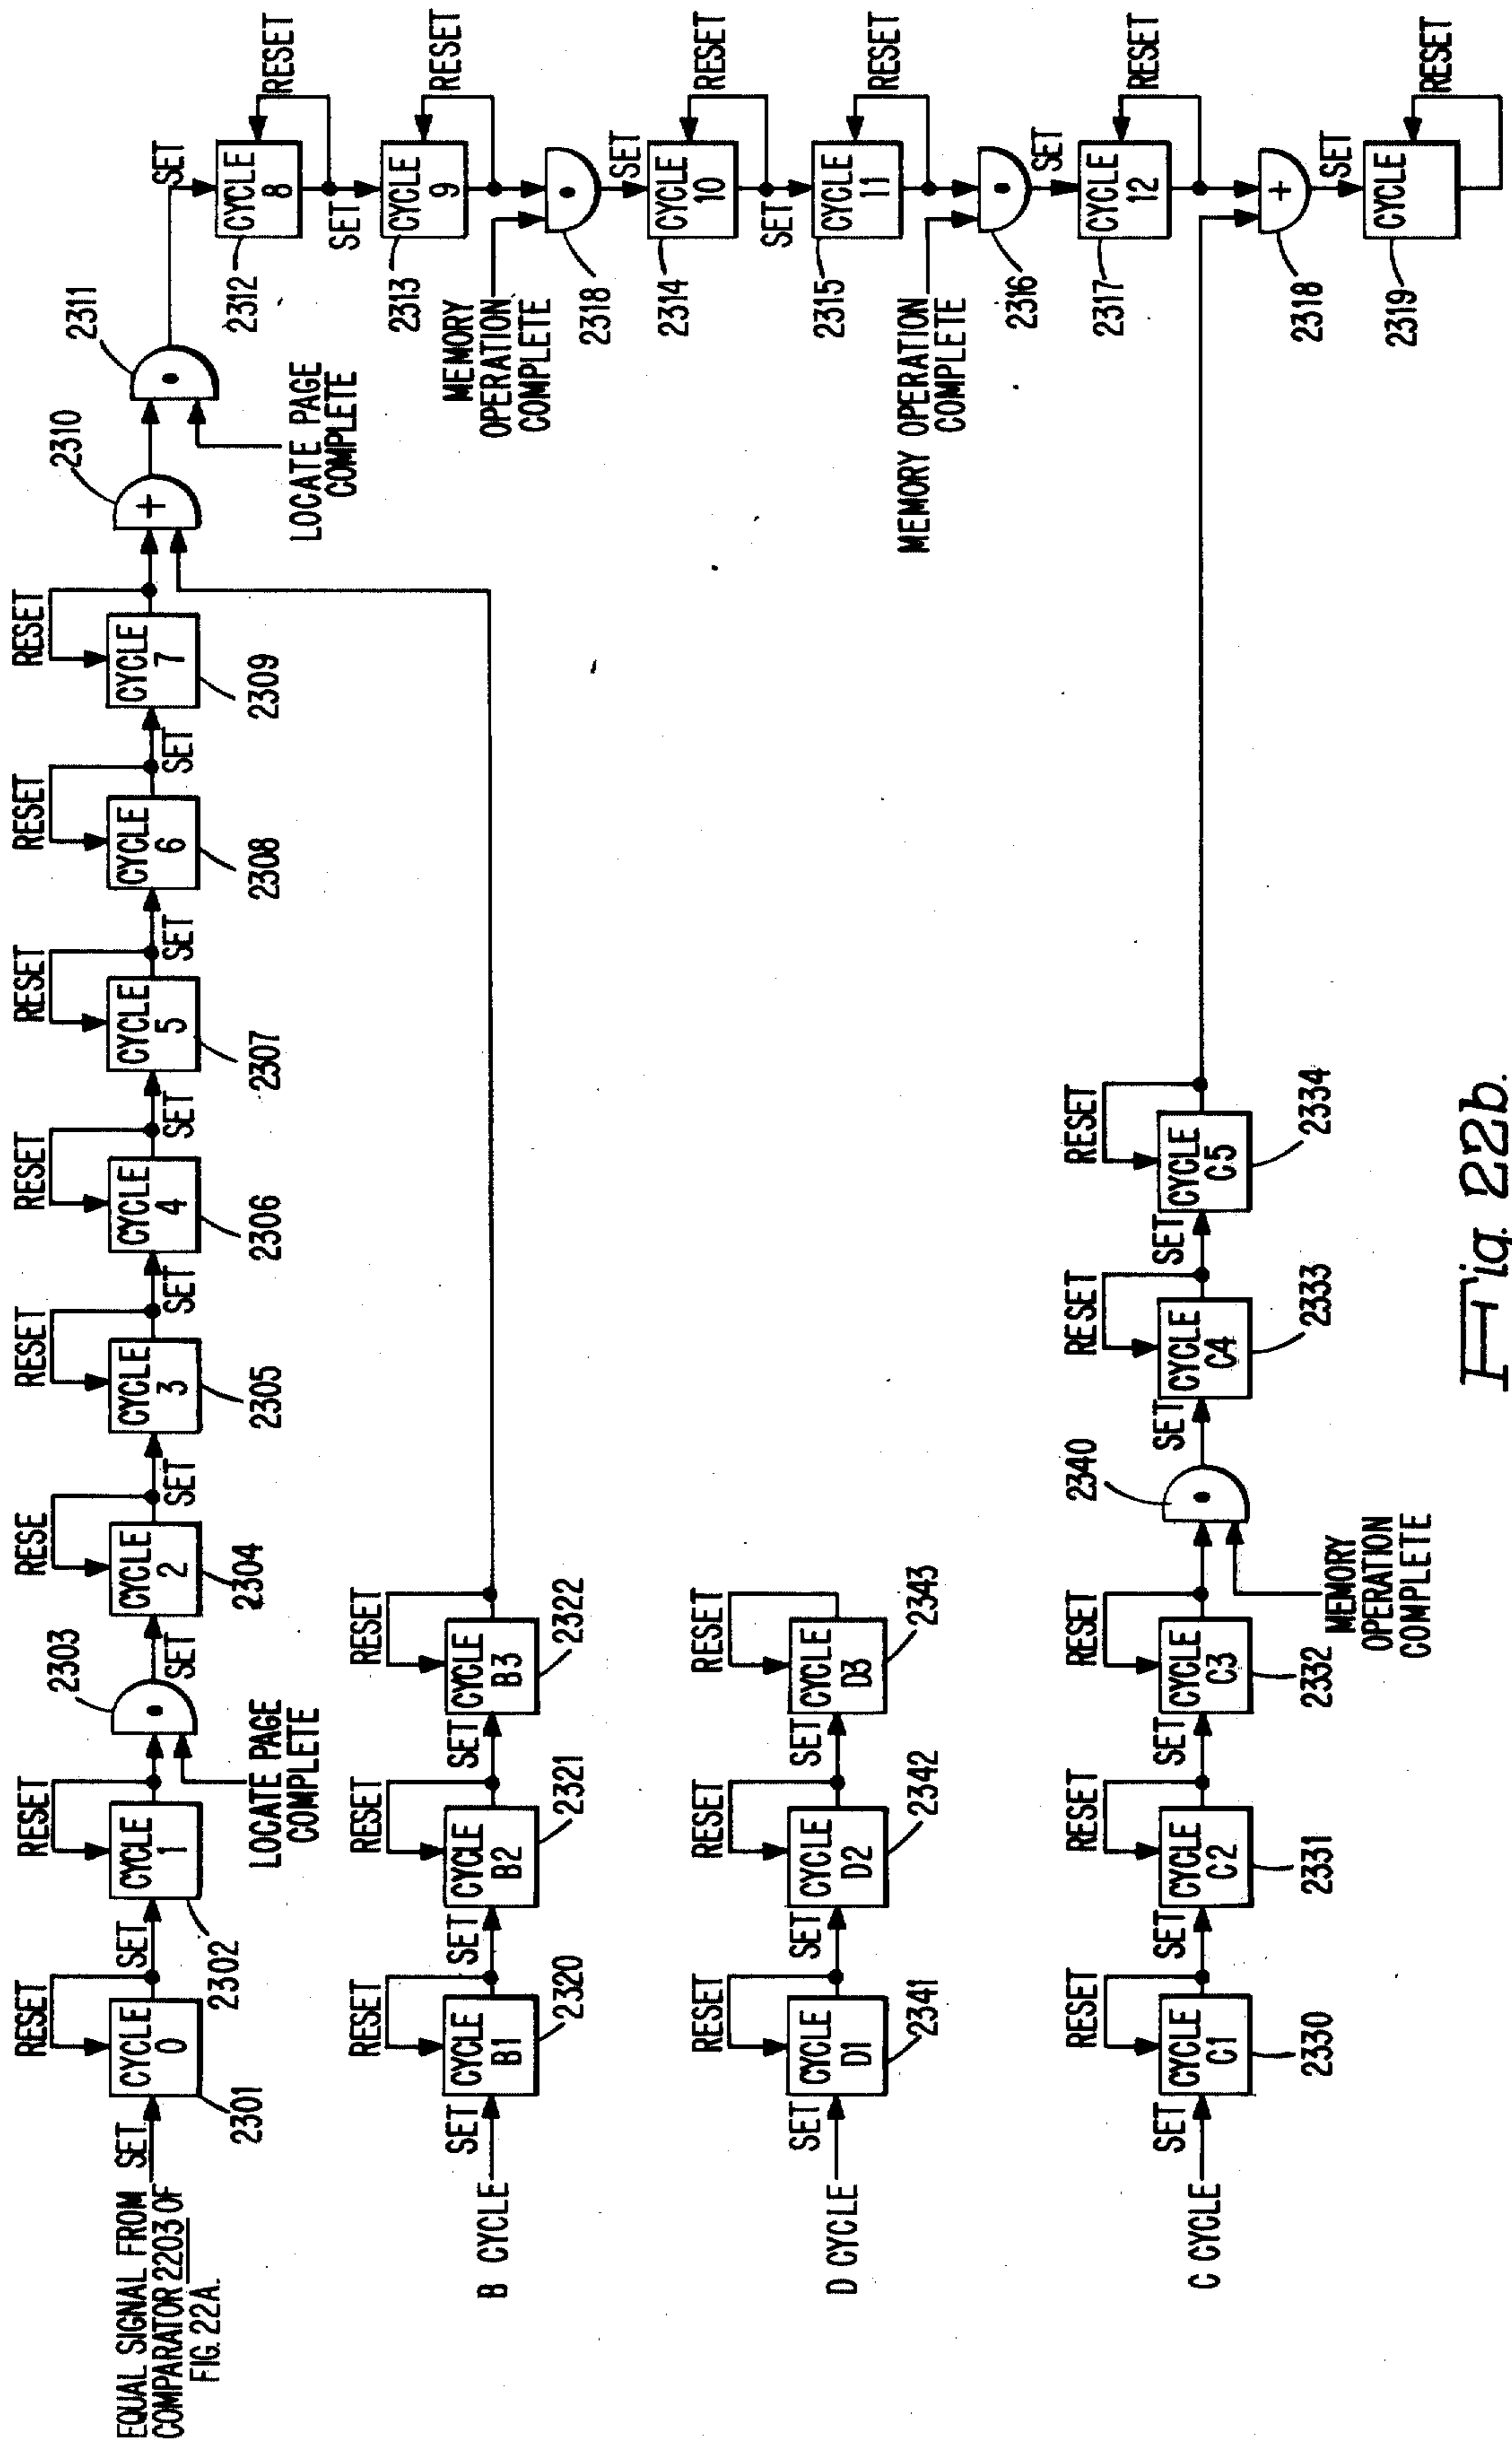 EQUAL SIGNAL FROM
COMPARATOR 2203 OF
FIG. 22A.
SET
RESET
CYCLE
0
2301
SET
RESET
CYCLE
1
2302
LOCATE PAGE
COMPLETE
2303
SET
RESE
CYCLE
2
2304
SET
RESET
CYCLE
3
2305
SET
RESET
CYCLE
4
2306
SET
RESET
CYCLE
5
2307
SET
RESET
CYCLE
6
2308
SET
RESET
CYCLE
7
2309
+
2310
LOCATE PAGE
COMPLETE
2311
SET
RESET
CYCLE
8
2312
SET
RESET
CYCLE
9
2313
MEMORY
OPERATION
COMPLETE
2318
SET
RESET
CYCLE
10
2314
SET
RESET
CYCLE
11
2315
MEMORY OPERATION
COMPLETE
2316
SET
RESET
CYCLE
12
2317
+
2318
SET
RESET
CYCLE
2319
B CYCLE
SET
RESET
CYCLE
B1
2320
SET
RESET
CYCLE
B2
2321
SET
RESET
CYCLE
B3
2322
D CYCLE
SET
RESET
CYCLE
D1
2341
SET
RESET
CYCLE
D2
2342
SET
RESET
CYCLE
D3
2343
C CYCLE
SET
RESET
CYCLE
C1
2330
SET
RESET
CYCLE
C2
2331
SET
RESET
CYCLE
C3
2332
MEMORY
OPERATION
COMPLETE
2340
SET
RESET
CYCLE
C4
2333
SET
RESET
CYCLE
C5
2334
Fig. 22b.